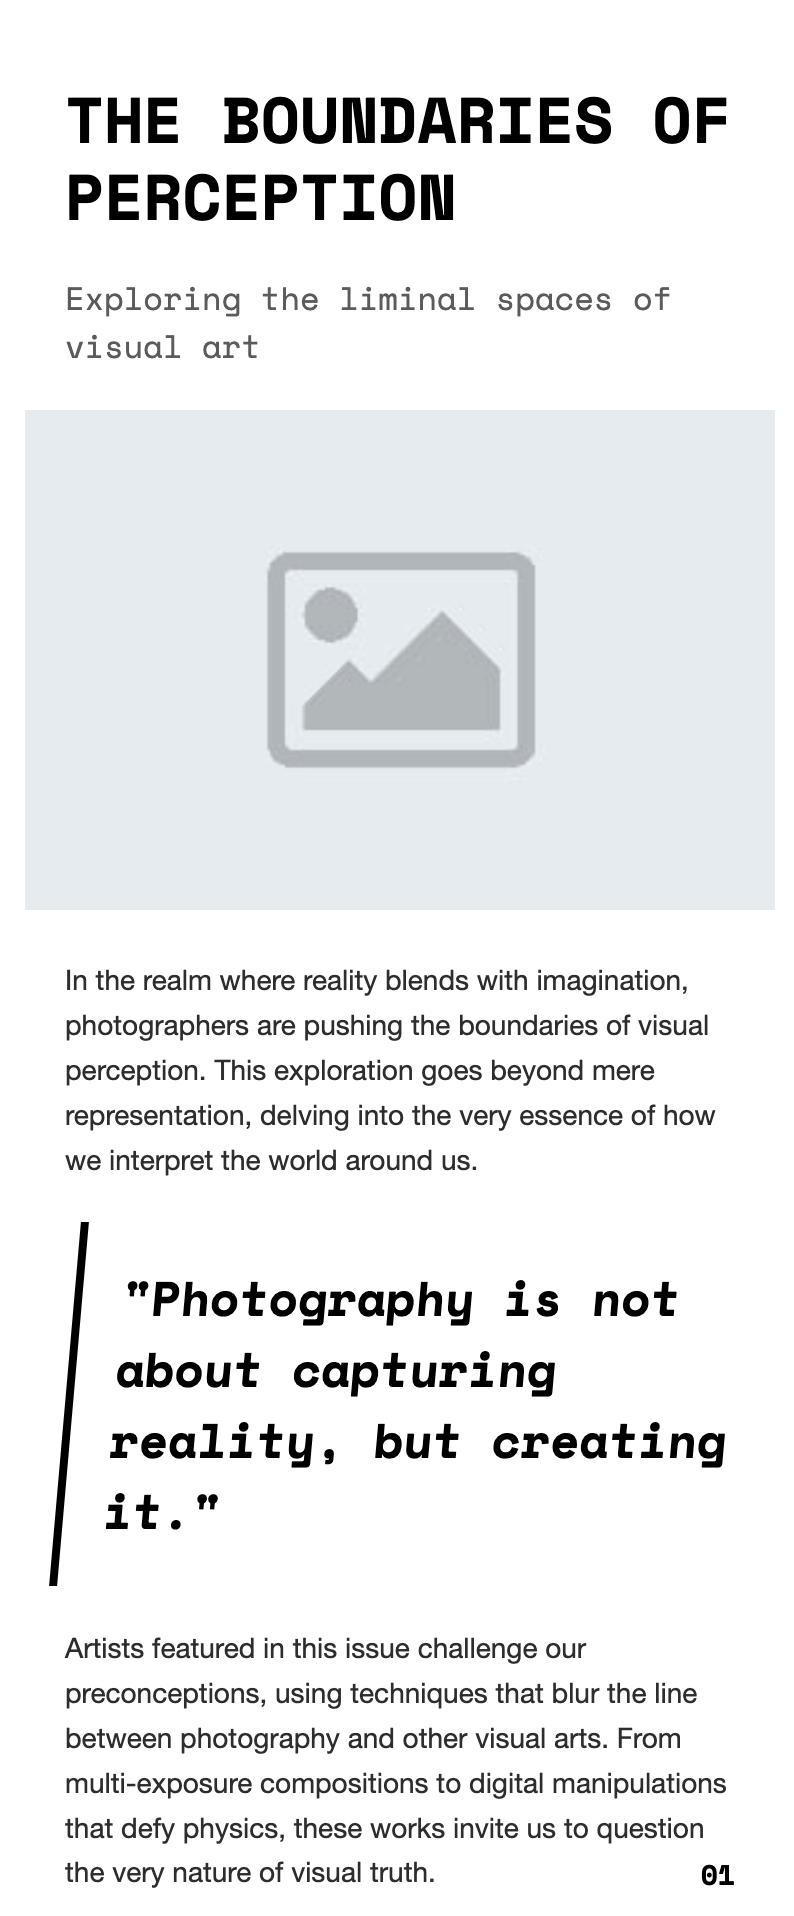 THE BOUNDARIES OF
PERCEPTION
Exploring the liminal spaces of
visual art
In the realm where reality blends with imagination,
photographers are pushing the boundaries of visual
perception. This exploration goes beyond mere
representation, delving into the very essence of how
we interpret the world around us.
"Photography is not
about capturing
reality, but creating
it."
Artists featured in this issue challenge our
preconceptions, using techniques that blur the line
between photography and other visual arts. From
multi-exposure compositions to digital manipulations
that defy physics, these works invite us to question
the very nature of visual truth.
01